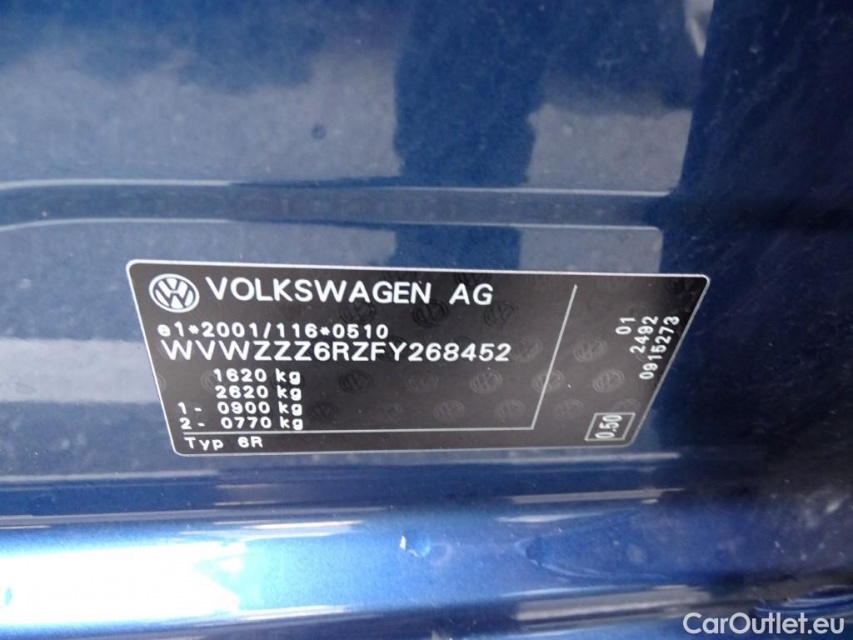 VOLKSWAGEN AG
e1*2001/116*0510
WVWZZZ6RZFY268452
1620 kg
2620 kg
1- 0900 kg
2- 0770 kg
Typ 6R
01
2492
0915273
0.50
CarOutlet.eu